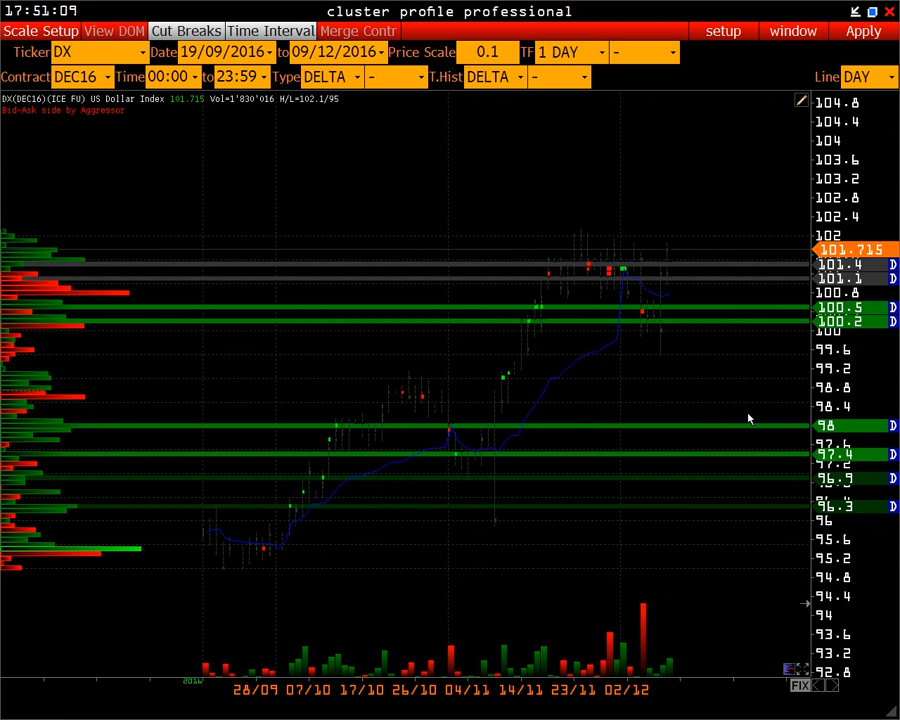 17:51:09 cluster profile professional
Scale Setup View DOM Cut Breaks Time Interval Merge Contr setup window Apply
Ticker DX Date 19/09/2016 to 09/12/2016 Price Scale 0.1 TF 1 DAY -
Contract DEC16 Time 00:00 to 23:59 Type DELTA - T.Hist DELTA - Line DAY
DX(DEC16)(ICE FU) US Dollar Index 101.715 Vol=1'830'016 H/L=102.1/95
Bid-Ask side by Aggressor
104.8
104.4
104
103.6
103.2
102.8
102.4
102
101.715
101.4 D
101.1 D
100.8
100.5 D
100.2 D
100
99.6
99.2
98.8
98.4
98 D
97.6
97.4 D
97.2
96.9 D
96.3 D
96
95.6
95.2
94.8
94.4
94
93.6
93.2
92.8
2016
FIX
28/09 07/10 17/10 26/10 04/11 14/11 23/11 02/12